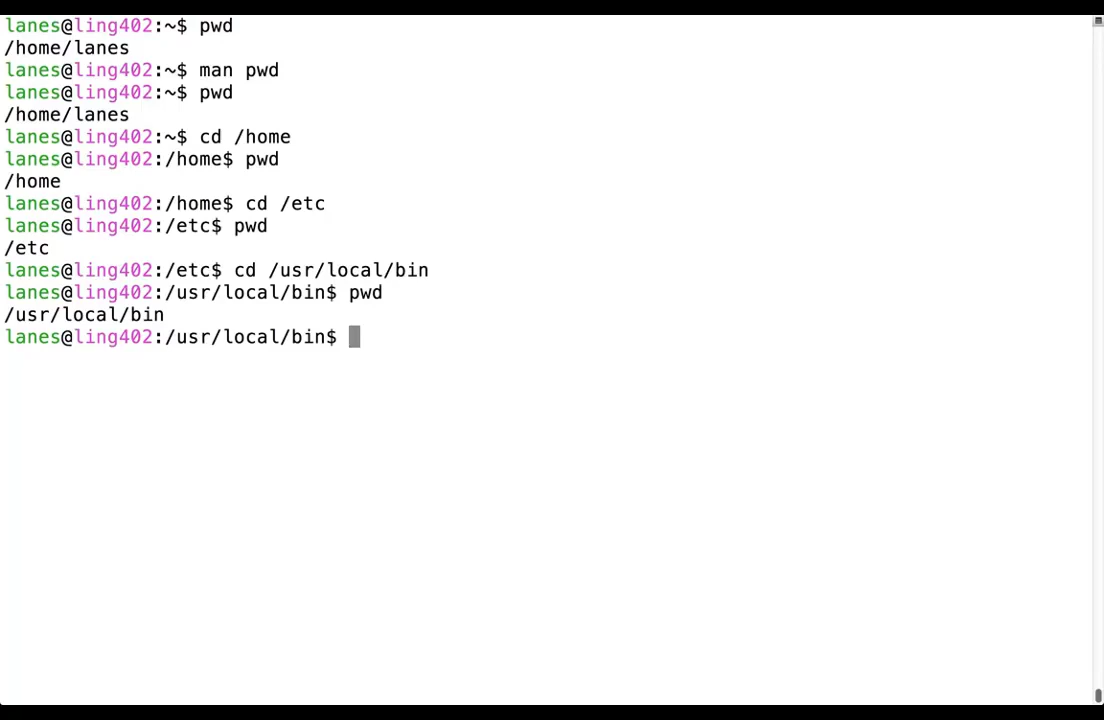 lanes@ling402:~$ pwd
/home/lanes
lanes@ling402:~$ man pwd
lanes@ling402:~$ pwd
/home/lanes
lanes@ling402:~$ cd /home
lanes@ling402:/home$ pwd
/home
lanes@ling402:/home$ cd /etc
lanes@ling402:/etc$ pwd
/etc
lanes@ling402:/etc$ cd /usr/local/bin
lanes@ling402:/usr/local/bin$ pwd
/usr/local/bin
lanes@ling402:/usr/local/bin$